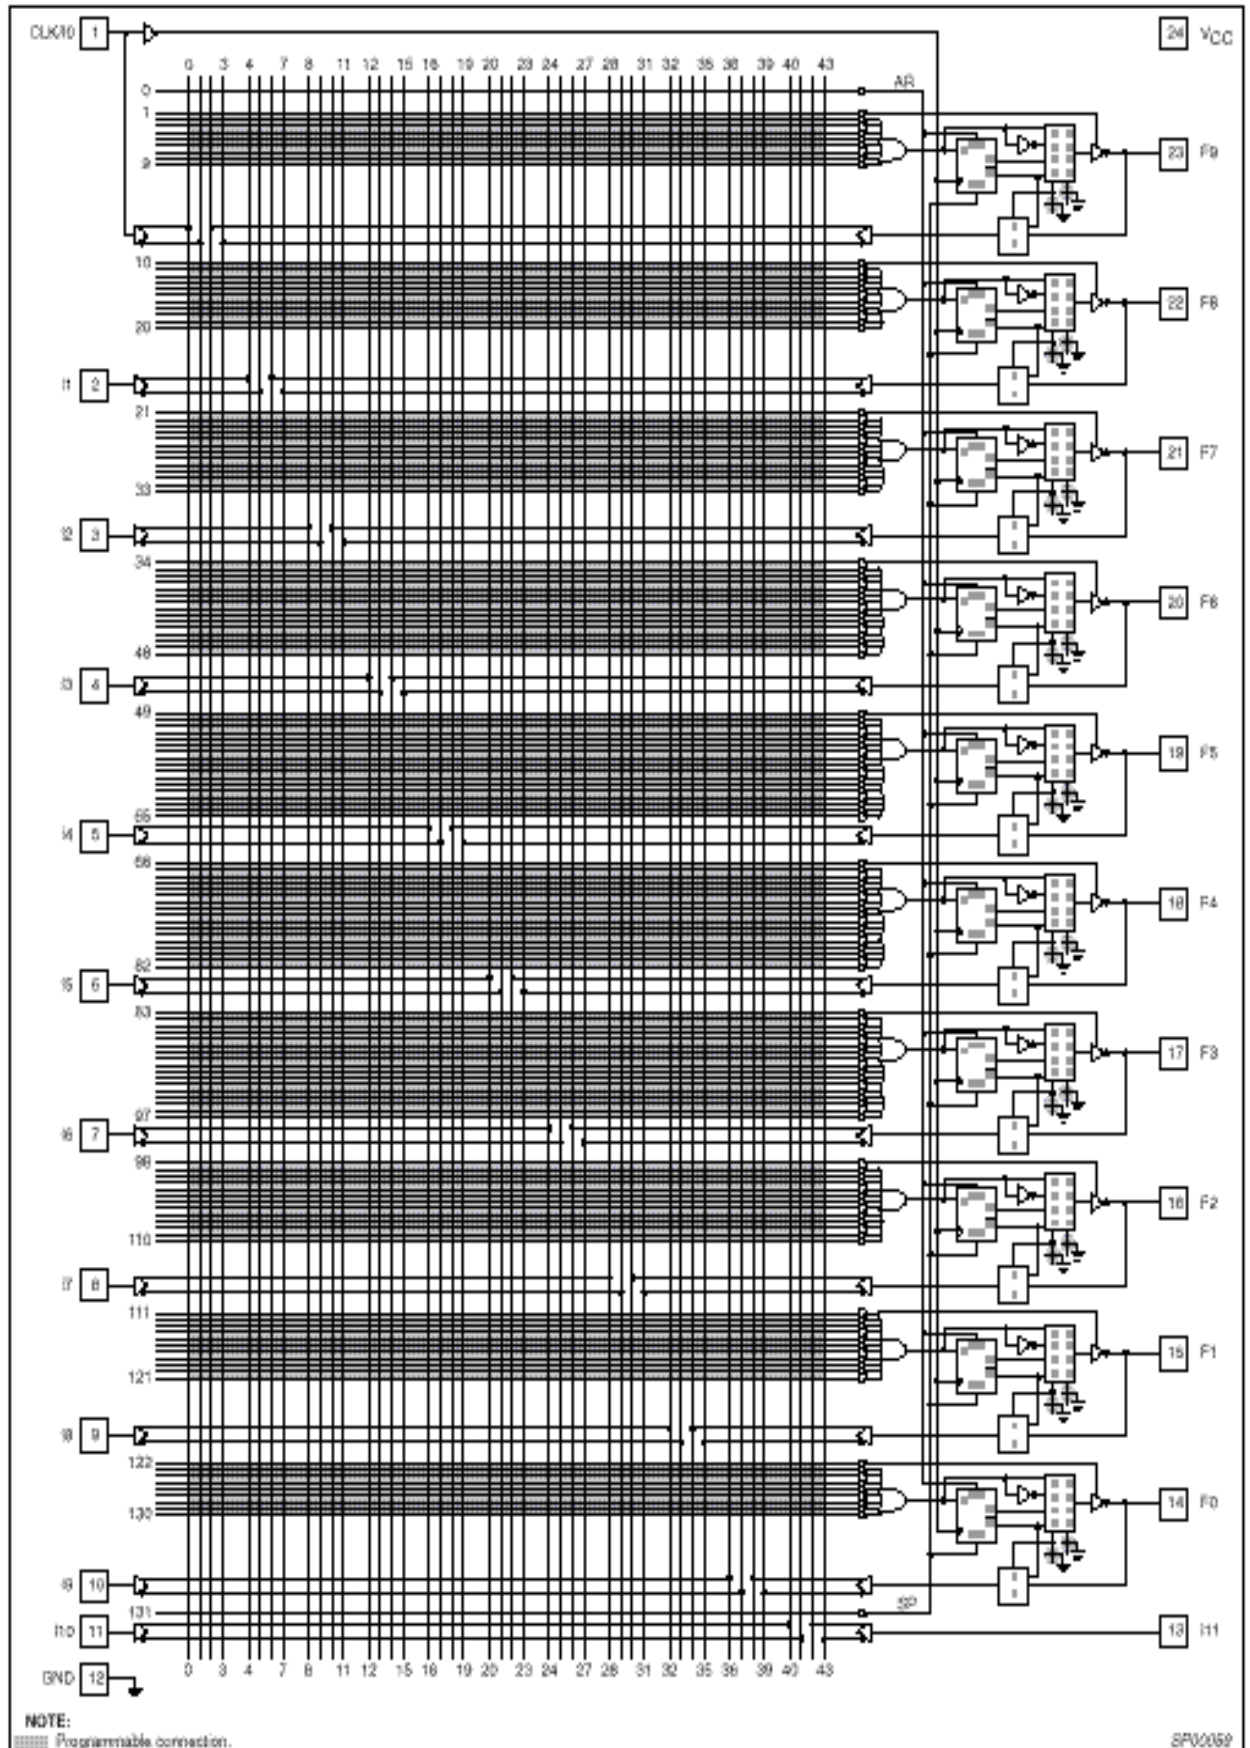 CLK/I0 1
24 VCC
0 3 4 7 8 11 12 15 16 19 20 23 24 27 28 31 32 35 36 39 40 43
0 AR
1
9
23 F9
10
20
22 F8
I1 2
21
33
21 F7
I2 3
34
48
20 F6
I3 4
49
65
19 F5
I4 5
66
82
18 F4
I5 6
83
97
17 F3
I6 7
98
110
16 F2
I7 8
111
121
15 F1
I8 9
122
130
14 F0
I9 10
131 SP
I10 11
13 I11
0 3 4 7 8 11 12 15 16 19 20 23 24 27 28 31 32 35 36 39 40 43
GND 12
NOTE:
Programmable connection.
SP00059